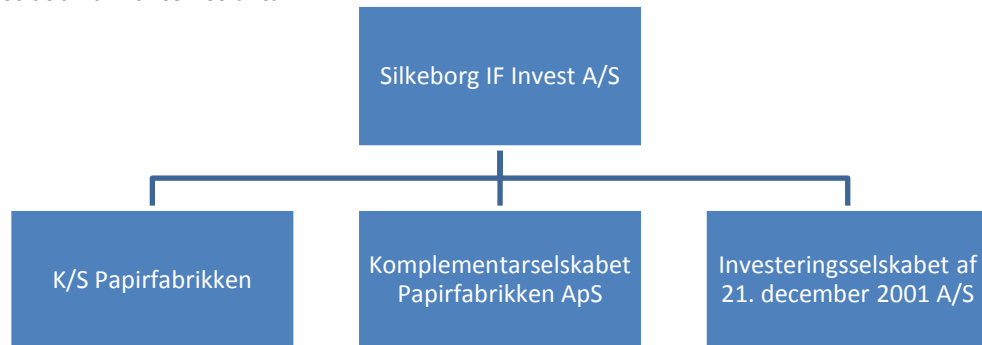 Silkeborg IF Invest A/S
K/S Papirfabrikken
Komplementarselskabet
Papirfabrikken ApS
Investeringsselskabet af
21. december 2001 A/S